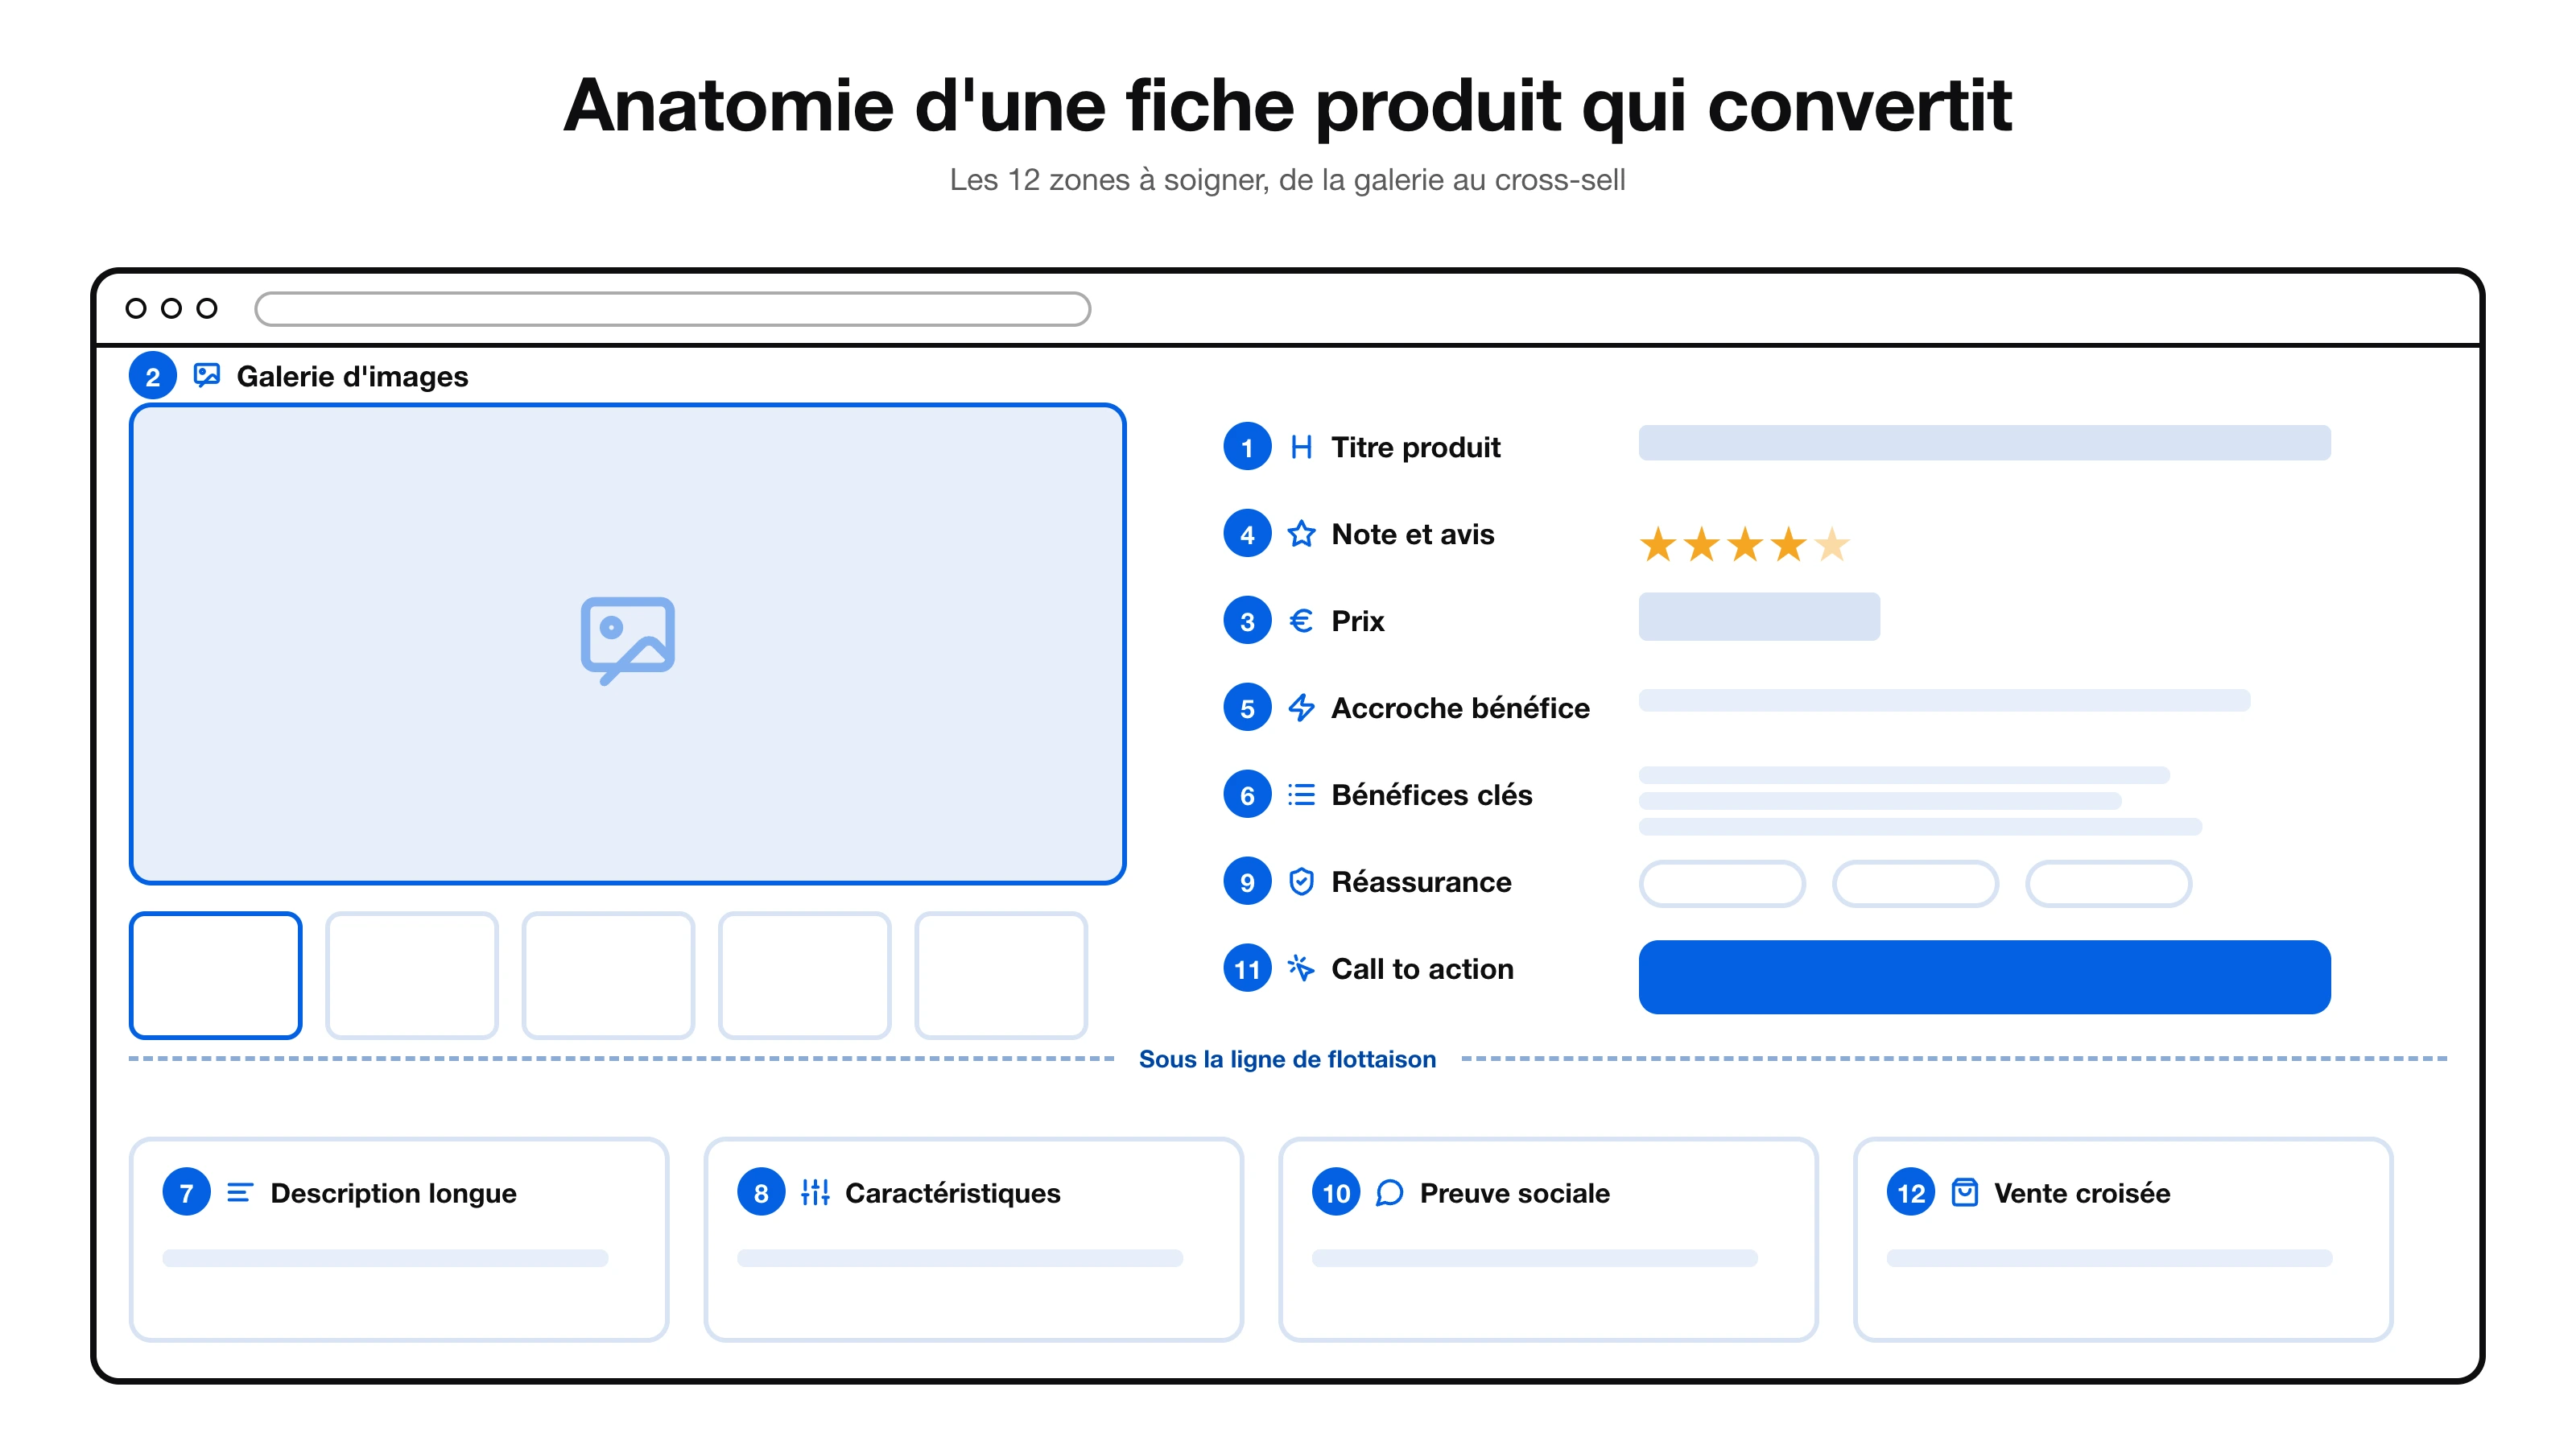 Anatomie d'une fiche produit qui convertit
Les 12 zones à soigner, de la galerie au cross-sell
2 Galerie d'images
1 Titre produit
4 Note et avis
3 Prix
5 Accroche bénéfice
6 Bénéfices clés
9 Réassurance
11 Call to action
Sous la ligne de flottaison
7 Description longue
8 Caractéristiques
10 Preuve sociale
12 Vente croisée